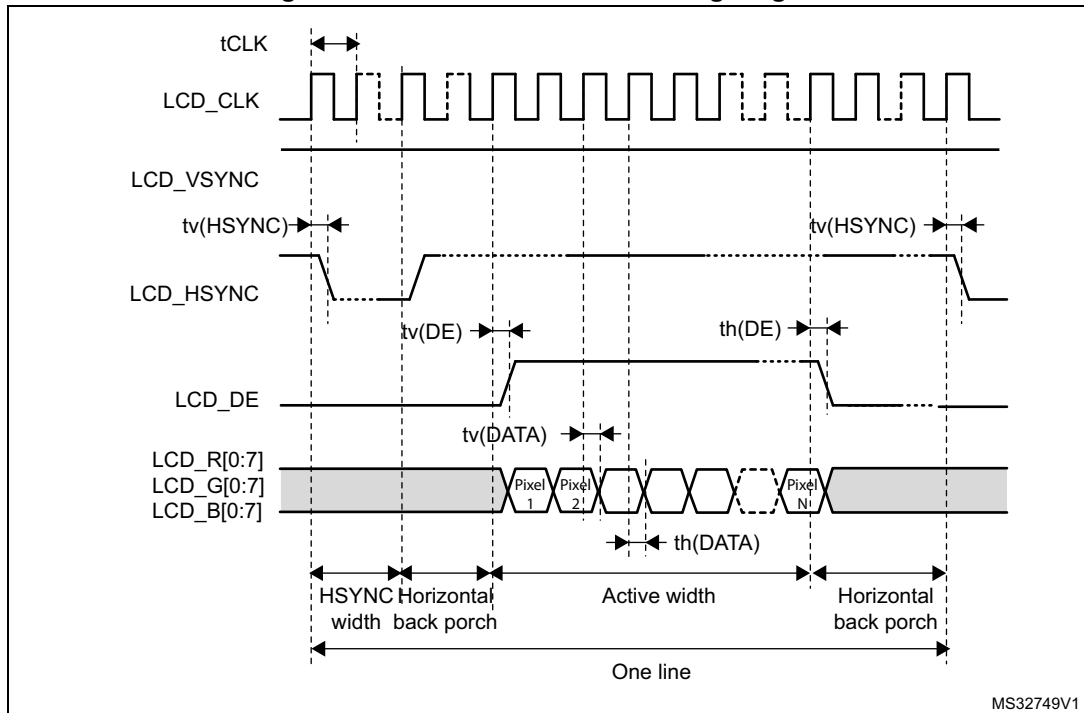 tCLK
LCD_CLK
LCD_VSYNC
tv(HSYNC)
tv(HSYNC)
LCD_HSYNC
tv(DE)
th(DE)
LCD_DE
tv(DATA)
LCD_R[0:7]
LCD_G[0:7]
LCD_B[0:7]
Pixel
1
Pixel
2
Pixel
N
th(DATA)
HSYNC
width
Horizontal
back porch
Active width
Horizontal
back porch
One line
MS32749V1